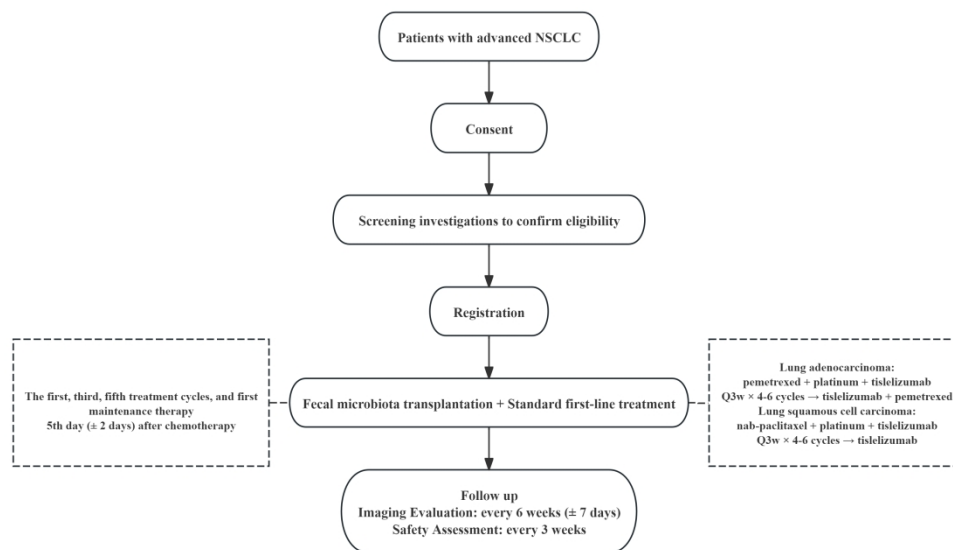 Patients with advanced NSCLC
Consent
Screening investigations to confirm eligibility
Registration
The first, third, fifth treatment cycles, and first
maintenance therapy
5th day (± 2 days) after chemotherapy
Fecal microbiota transplantation + Standard first-line treatment
Lung adenocarcinoma:
pemetrexed + platinum + tislelizumab
Q3w × 4-6 cycles → tislelizumab + pemetrexed
Lung squamous cell carcinoma:
nab-paclitaxel + platinum + tislelizumab
Q3w × 4-6 cycles → tislelizumab
Follow up
Imaging Evaluation: every 6 weeks (± 7 days)
Safety Assessment: every 3 weeks